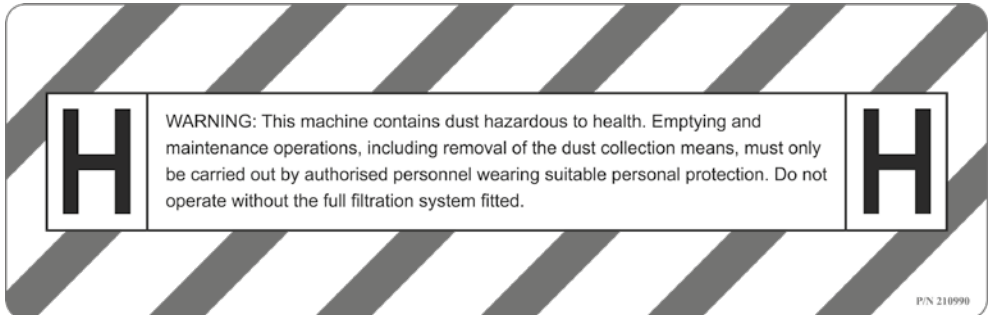 H
WARNING: This machine contains dust hazardous to health. Emptying and
maintenance operations, including removal of the dust collection means, must only
be carried out by authorised personnel wearing suitable personal protection. Do not
operate without the full filtration system fitted.
H
P/N 210990